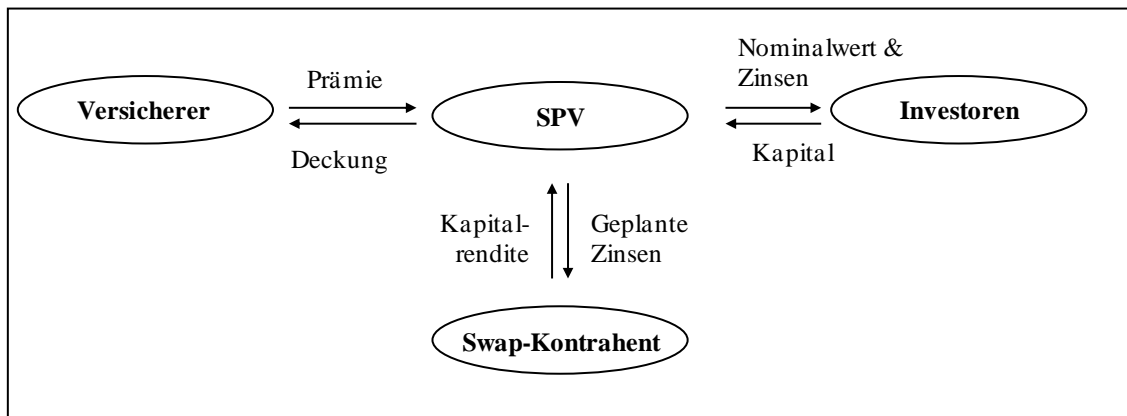 Nominalwert &
Zinsen
Prämie
Versicherer
SPV
Investoren
Deckung
Kapital
Kapital-
rendite
Geplante
Zinsen
Swap-Kontrahent